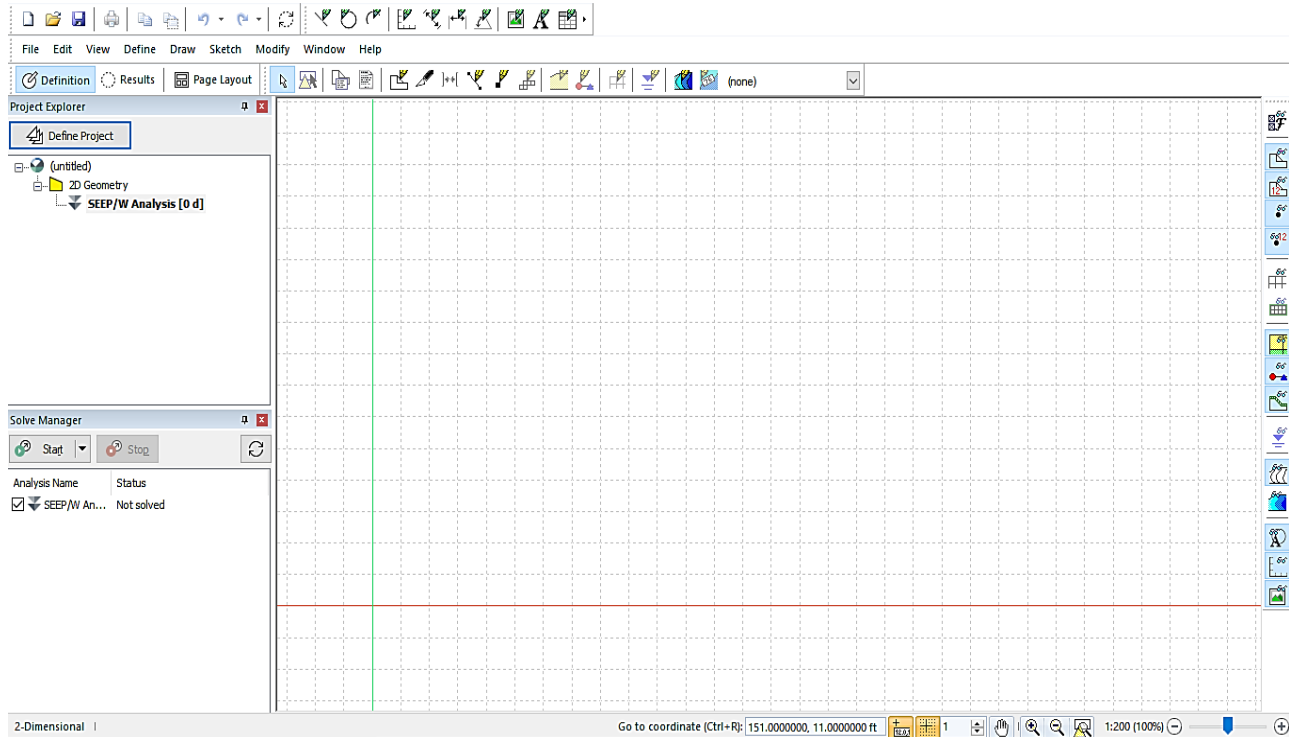 File Edit View Define Draw Sketch Modify Window Help
Definition Results Page Layout (none)
Project Explorer
Define Project
(untitled)
2D Geometry
SEEP/W Analysis [0 d]
Solve Manager
Start Stop
Analysis Name Status
SEEP/W An... Not solved
2-Dimensional Go to coordinate (Ctrl+R): 151.0000000, 11.0000000 ft 1 1:200 (100%)